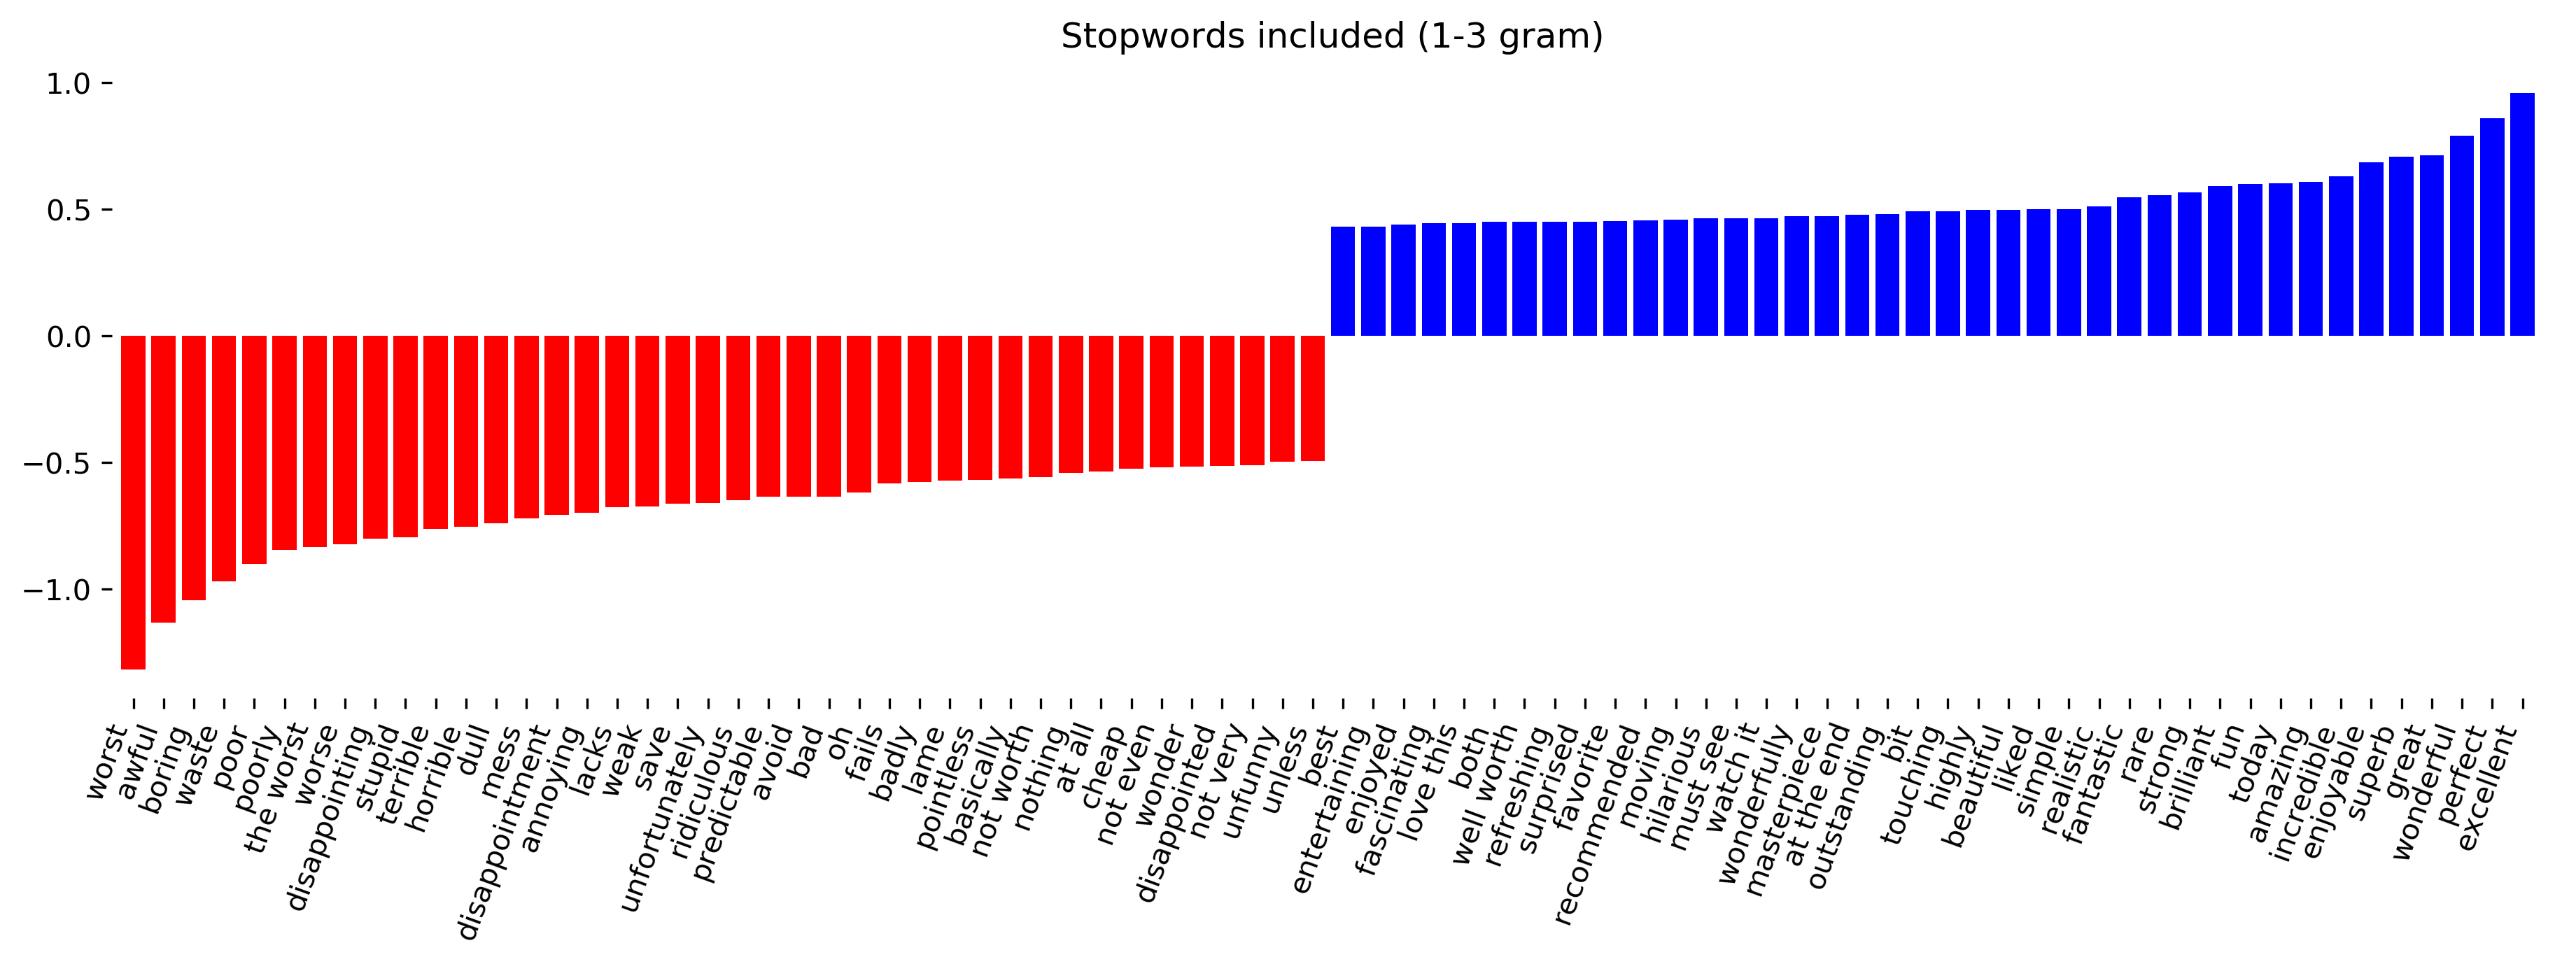 Stopwords included (1-3 gram)
1.0
0.5
0.0
−0.5
−1.0
worst
awful
boring
waste
poor
poorly
the worst
worse
disappointing
stupid
terrible
horrible
dull
mess
disappointment
annoying
lacks
weak
save
unfortunately
ridiculous
predictable
avoid
bad
oh
fails
badly
lame
pointless
basically
not worth
nothing
at all
cheap
not even
wonder
disappointed
not very
unfunny
unless
best
entertaining
enjoyed
fascinating
love this
both
well worth
refreshing
surprised
favorite
recommended
moving
hilarious
must see
watch it
wonderfully
masterpiece
at the end
outstanding
bit
touching
highly
beautiful
liked
simple
realistic
fantastic
rare
strong
brilliant
fun
today
amazing
incredible
enjoyable
superb
great
wonderful
perfect
excellent